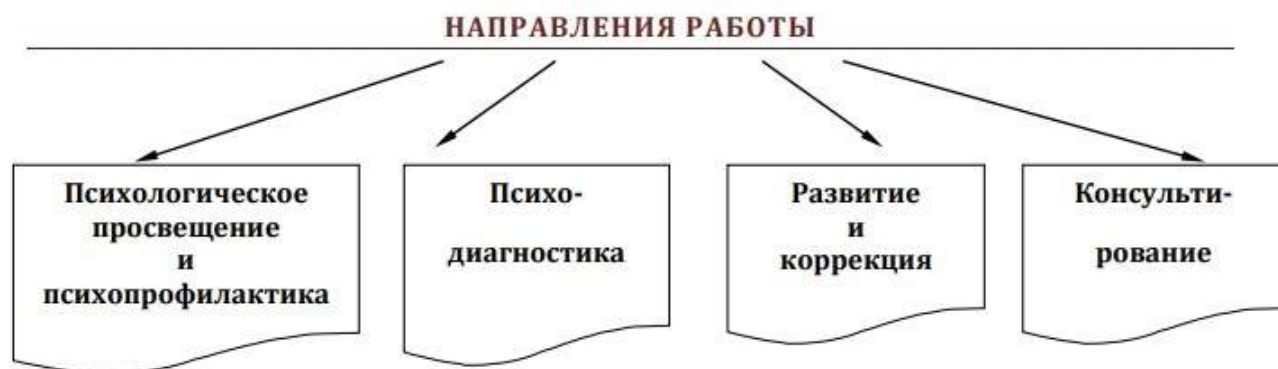 НАПРАВЛЕНИЯ РАБОТЫ
Психологическое
просвещение
и
психопрофилактика
Психо-
диагностика
Развитие
и
коррекция
Консульти-
рование